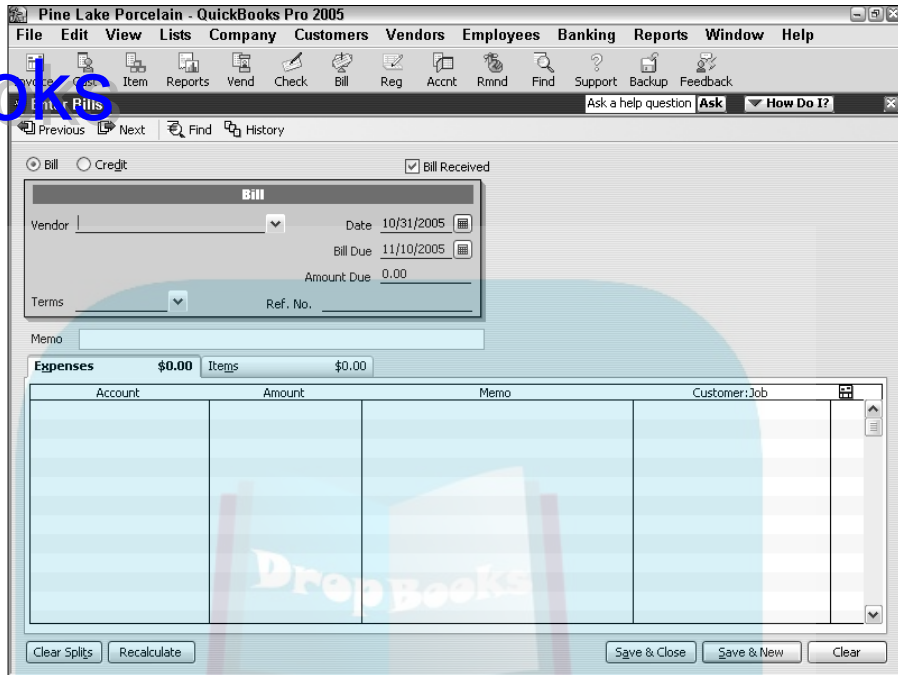 Pine Lake Porcelain - QuickBooks Pro 2005
File Edit View Lists Company Customers Vendors Employees Banking Reports Window Help
Cust Item Reports Vend Check Bill Reg Accnt Rmnd Find Support Backup Feedback
oks
Enter Bills Ask a help question Ask How Do I?
Previous Next Find History
Bill Credit Bill Received
Bill
Vendor Date 10/31/2005
Bill Due 11/10/2005
Amount Due 0.00
Terms Ref. No.
Memo
Expenses $0.00 Items $0.00
Account Amount Memo Customer:Job
DropBooks
Clear Splits Recalculate Save & Close Save & New Clear